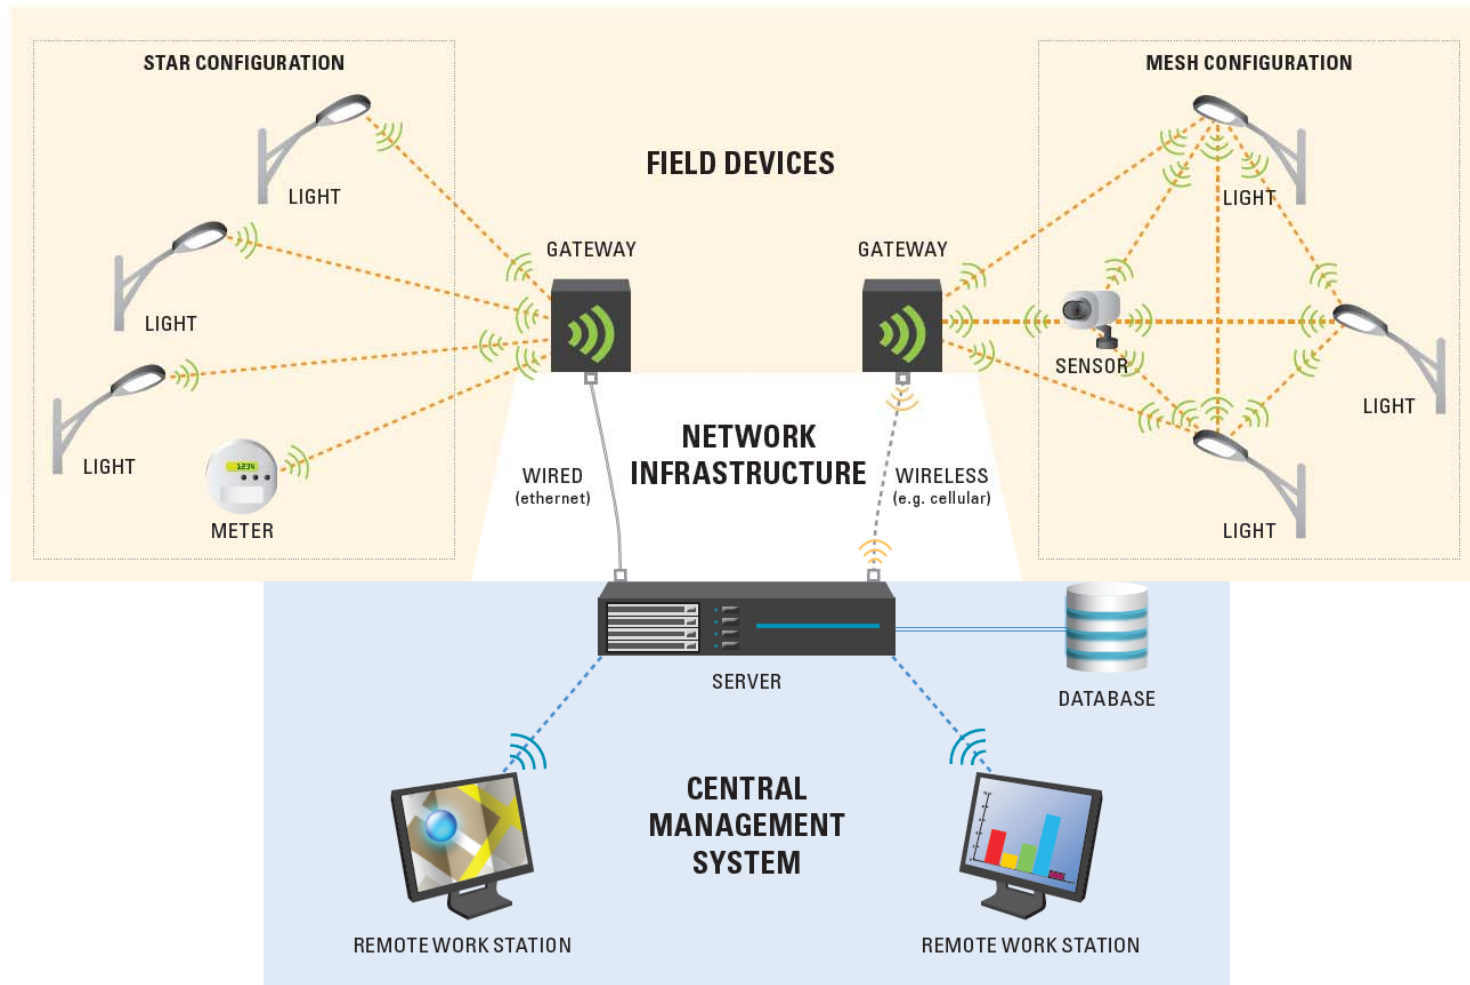 STAR CONFIGURATION
MESH CONFIGURATION
FIELD DEVICES
LIGHT
LIGHT
GATEWAY
GATEWAY
LIGHT
SENSOR
LIGHT
LIGHT
1234
METER
NETWORK
INFRASTRUCTURE
WIRED
(ethernet)
WIRELESS
(e.g. cellular)
LIGHT
SERVER
DATABASE
CENTRAL
MANAGEMENT
SYSTEM
REMOTE WORK STATION
REMOTE WORK STATION